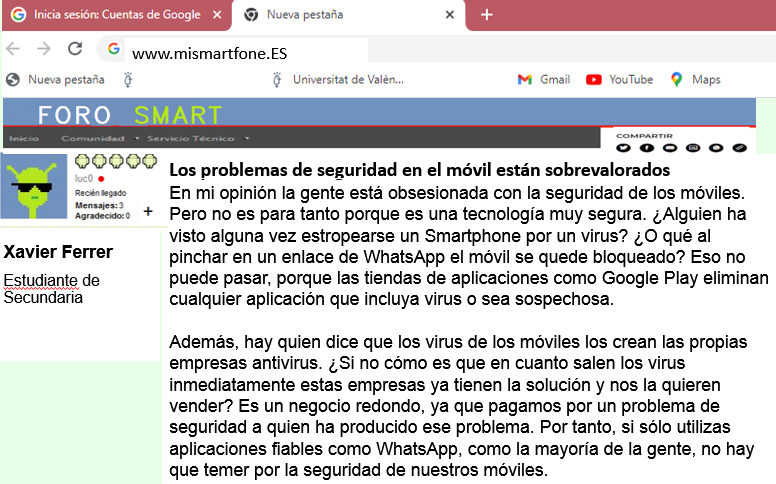 Inicia sesión: Cuentas de Google
Nueva pestaña
www.mismartfone.ES
Nueva pestaña
Universitat de Valèn...
Gmail
YouTube
Maps
FORO SMART
Inicio Comunidad Servicio Técnico
COMPARTIR
luc0
Recién llegado
Mensajes: 3
Agradecido: 0
+
Xavier Ferrer
Estudiante de
Secundaria
Los problemas de seguridad en el móvil están sobrevalorados
En mi opinión la gente está obsesionda con la seguridad de los móviles.
Pero no es para tanto porque es una tecnología muy segura. ¿Alguien ha
visto alguna vez estropearse un Smartphone por un virus? ¿O qué al
pinchar en un enlace de WhatsApp el móvil se quede bloqueado? Eso no
puede pasar, porque las tiendas de aplicaciones como Google Play eliminan
cualquier aplicación que incluya virus o sea sospechosa.
Además, hay quien dice que los virus de los móviles los crean las propias
empresas antivirus. ¿Si no cómo es que en cuanto salen los virus
inmediatamente estas empresas ya tienen la solución y nos la quieren
vender? Es un negocio redondo, ya que pagamos por un problema de
seguridad a quien ha producido ese problema. Por tanto, si sólo utilizas
aplicaciones fiables como WhatsApp, como la mayoría de la gente, no hay
que temer por la seguridad de nuestros móviles.